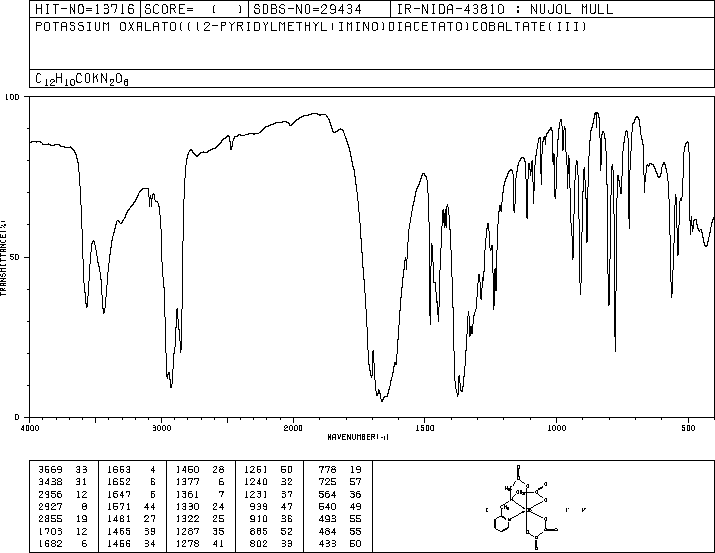 HIT-NO=13716 SCORE= ( ) SDBS-NO=29434 IR-NIDA-43810 : NUJOL MULL
POTASSIUM OXALATO(((2-PYRIDYLMETHYL)IMINO)DIACETATO)COBALTATE(III)
C12H10COKN2O8
100
50
0
TRANSMITTANCE(%)
4000 3000 2000 1500 1000 500
WAVENUMBER(-1)
3569 33 1663 4 1450 28 1251 50 778 19
3438 31 1652 6 1377 6 1240 32 725 57
2956 12 1647 6 1361 7 1231 37 564 36
2927 8 1571 44 1330 24 939 47 540 49
2855 19 1481 27 1322 25 910 36 493 55
1703 12 1465 39 1287 35 885 52 484 55
1682 6 1456 34 1278 41 802 33 433 50